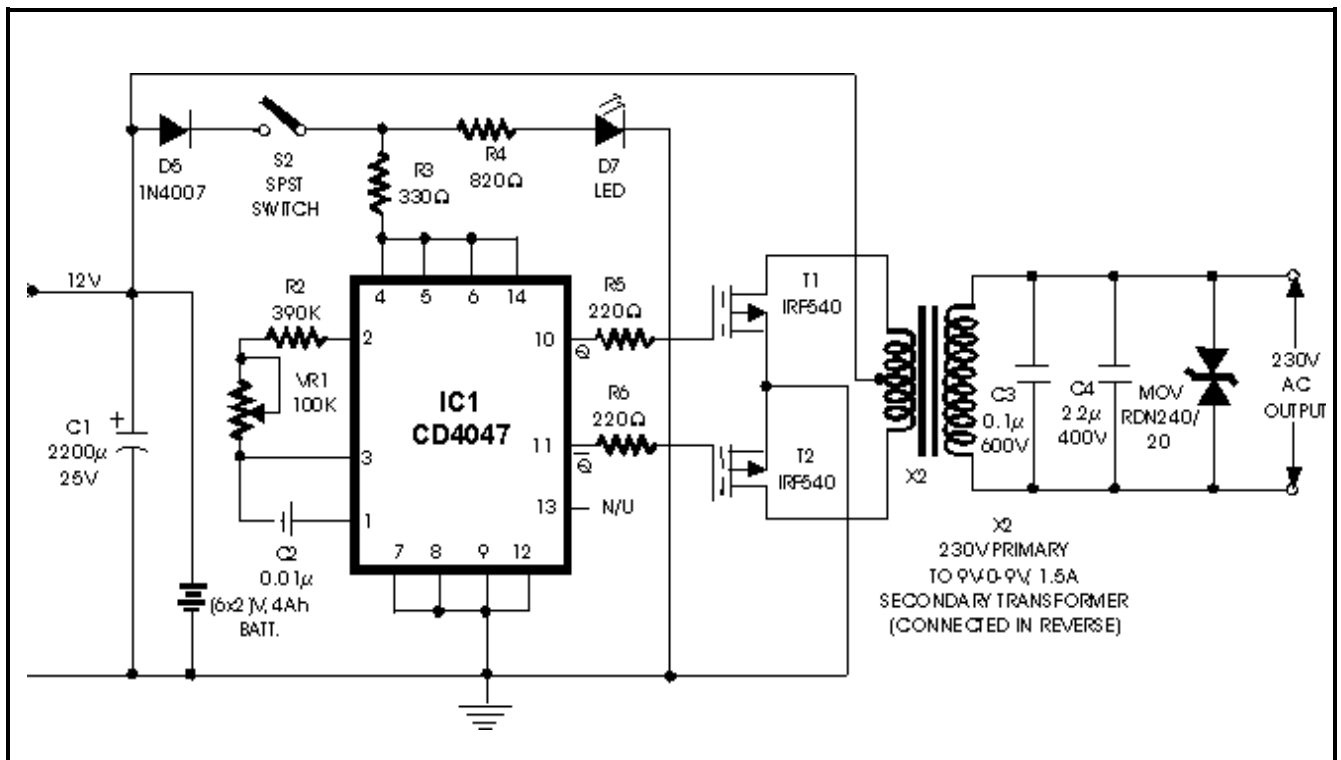 D5
1N4007
S2
SPST
SWITCH
R3
330Ω
R4
820Ω
D7
LED
12V
R2
390K
VR1
100K
C1
+
2200µ
25V
C2
0.01µ
(6x2)V, 4Ah
BATT.
4 5 6 14
2
3
1
IC1
CD4047
10
Q
11
Q̅
13
N/U
7 8 9 12
R5
220Ω
R6
220Ω
T1
IRF540
T2
IRF540
X2
C3
0.1µ
600V
C4
2.2µ
400V
MOV
RDN240/
20
230V
AC
OUTPUT
X2
230V PRIMARY
TO 9V-0-9V, 1.5A
SECONDARY TRANSFORMER
(CONNECTED IN REVERSE)